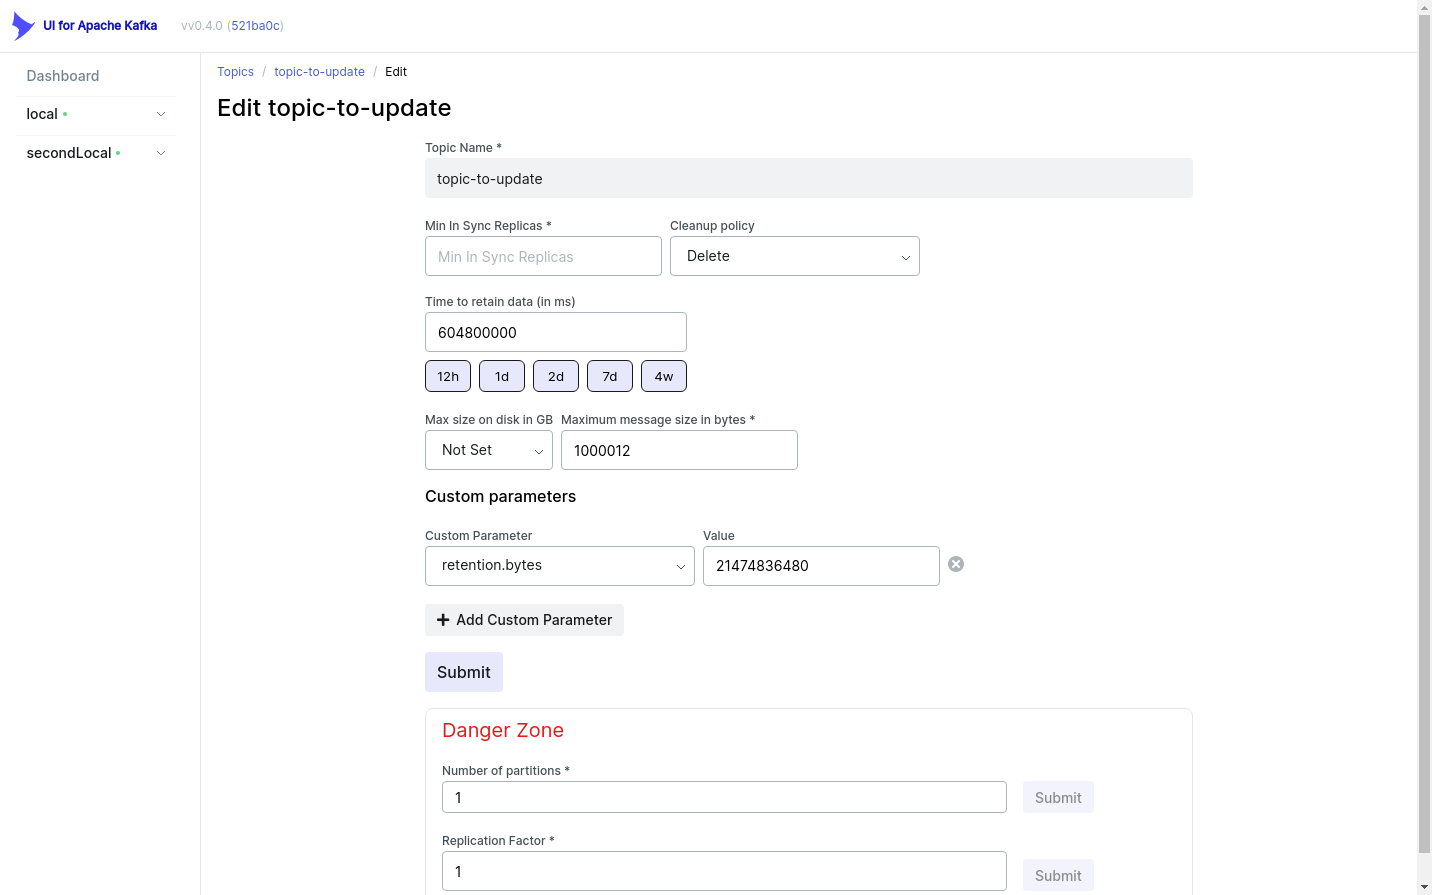 UI for Apache Kafka vv0.4.0 (521ba0c)
Dashboard
local
secondLocal
Topics / topic-to-update / Edit
Edit topic-to-update
Topic Name *
topic-to-update
Min In Sync Replicas * Cleanup policy
Min In Sync Replicas Delete
Time to retain data (in ms)
604800000
12h 1d 2d 7d 4w
Max size on disk in GB Maximum message size in bytes *
Not Set 1000012
Custom parameters
Custom Parameter Value
retention.bytes 21474836480
Add Custom Parameter
Submit
Danger Zone
Number of partitions *
1 Submit
Replication Factor *
1 Submit